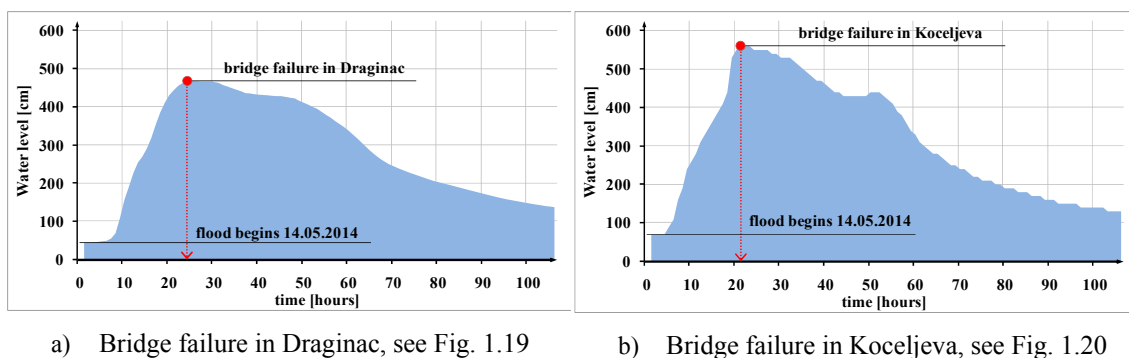 600
500
400
300
200
100
0
Water level [cm]
bridge failure in Draginac
flood begins 14.05.2014
0 10 20 30 40 50 60 70 80 90 100
time [hours]
a) Bridge failure in Draginac, see Fig. 1.19
600
500
400
300
200
100
0
Water level [cm]
bridge failure in Koceljeva
flood begins 14.05.2014
0 10 20 30 40 50 60 70 80 90 100
time [hours]
b) Bridge failure in Koceljeva, see Fig. 1.20